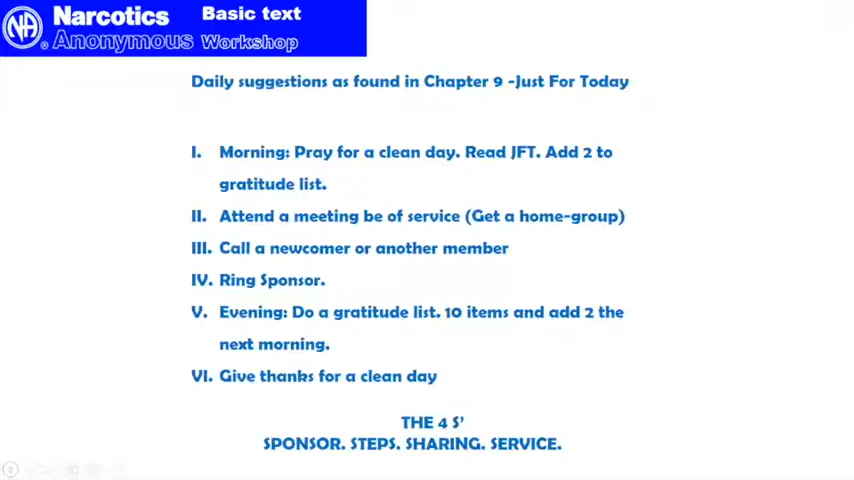 NA Narcotics Basic text
® Anonymous Workshop
Daily suggestions as found in Chapter 9 -Just For Today
I. Morning: Pray for a clean day. Read JFT. Add 2 to
gratitude list.
II. Attend a meeting be of service (Get a home-group)
III. Call a newcomer or another member
IV. Ring Sponsor.
V. Evening: Do a gratitude list. 10 items and add 2 the
next morning.
VI. Give thanks for a clean day
THE 4 S'
SPONSOR. STEPS. SHARING. SERVICE.